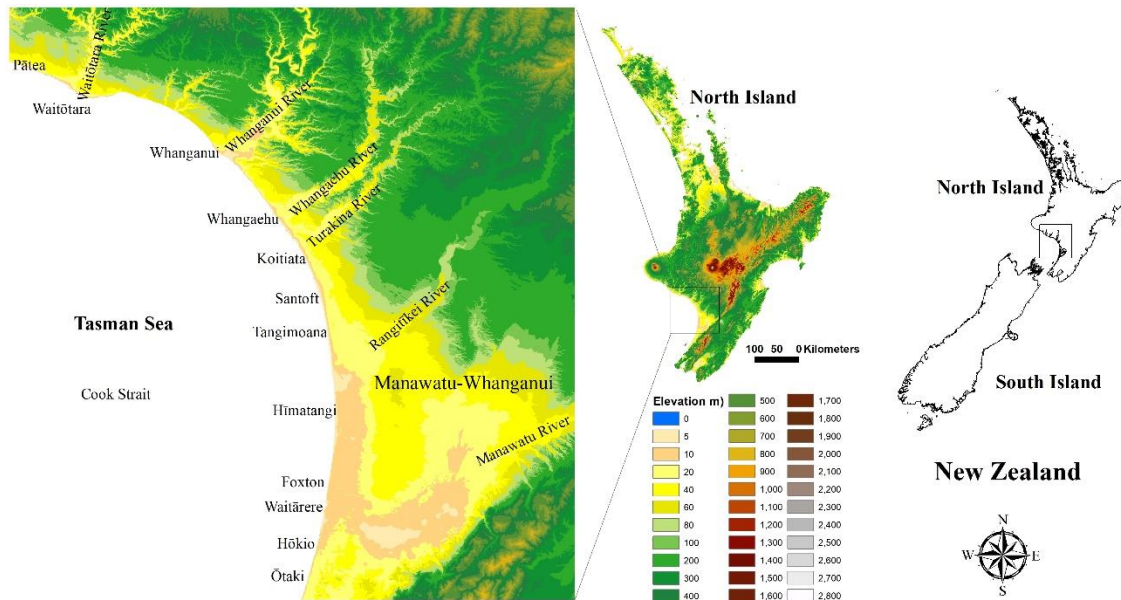 Pātea
Waitōtara River
Waitōtara
Whanganui River
Whanganui
Whangaehu River
Whangaehu
Turakina River
Koitiata
Santoft
Rangitīkei River
Tasman Sea
Tangimoana
Manawatu-Whanganui
Cook Strait
Hīmatangi
Manawatu River
Foxton
Waitārere
Hōkio
Ōtaki
North Island
100 50 0 Kilometers
Elevation m)
0
5
10
20
40
60
80
100
200
300
400
500
600
700
800
900
1,000
1,100
1,200
1,300
1,400
1,500
1,600
1,700
1,800
1,900
2,000
2,100
2,200
2,300
2,400
2,500
2,600
2,700
2,800
North Island
South Island
New Zealand
N
W E
S